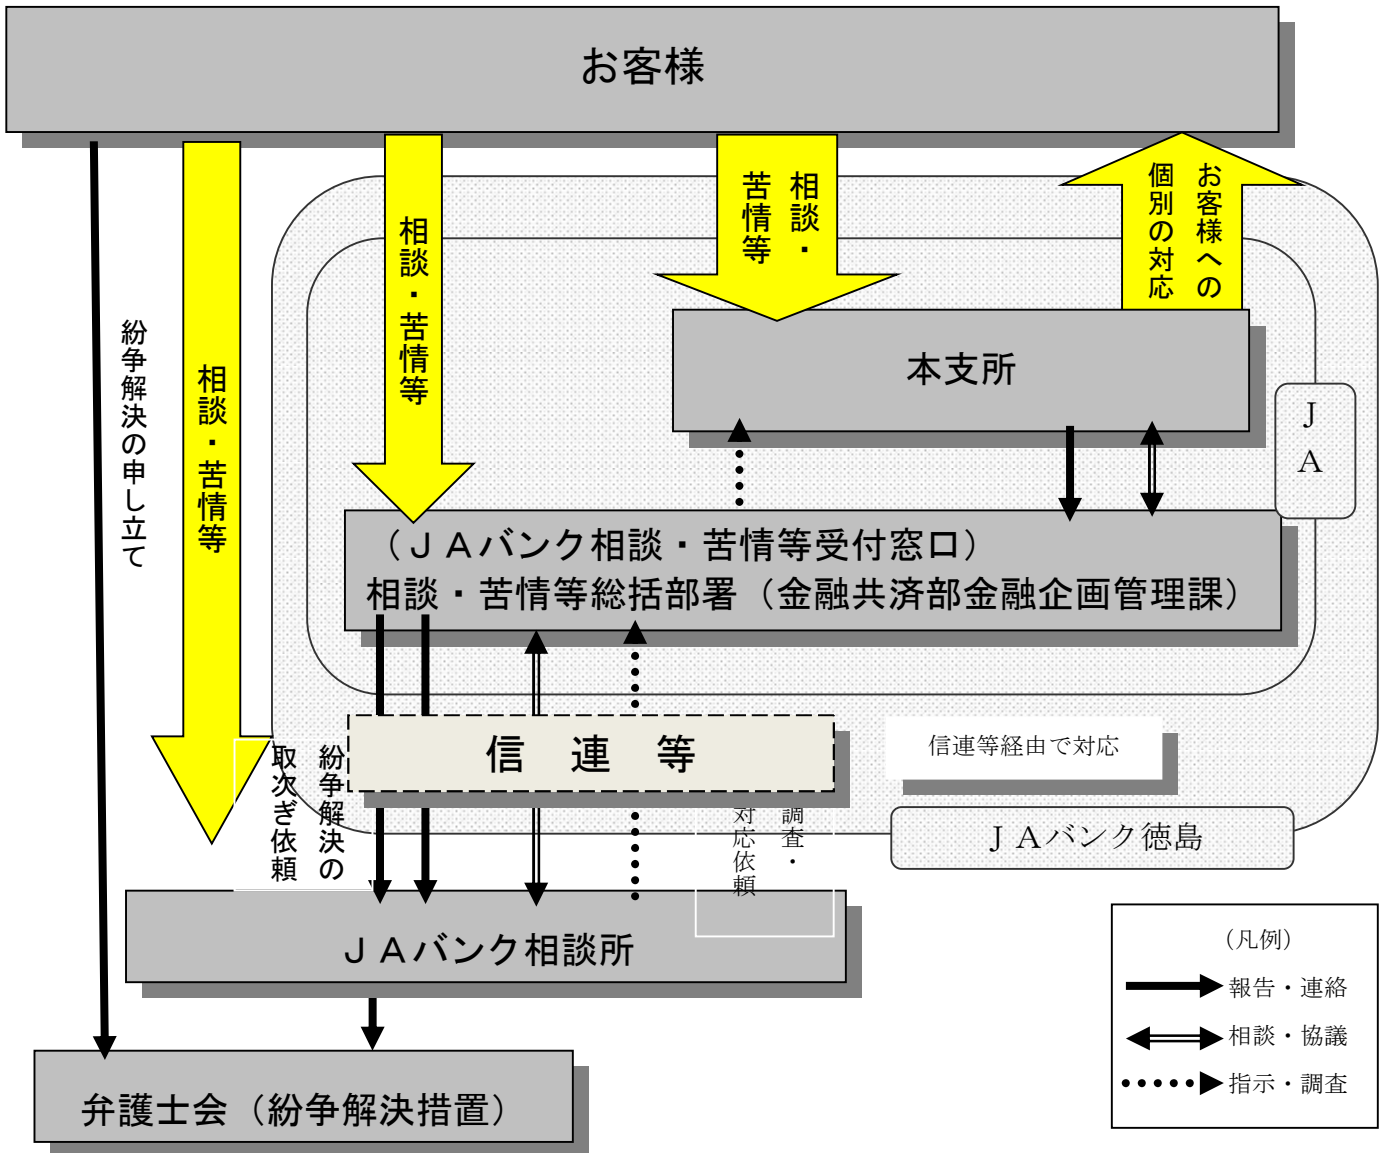 お客様
紛争解決の申し立て
相談・苦情等
相談・苦情等
相談・
苦情等
お客様への
個別の対応
本支所
ＪＡ
（ＪＡバンク相談・苦情等受付窓口）
相談・苦情等総括部署（金融共済部金融企画管理課）
信　連　等
信連等経由で対応
紛争解決の
取次ぎ依頼
調査・
対応依頼
ＪＡバンク徳島
ＪＡバンク相談所
弁護士会（紛争解決措置）
（凡例）
報告・連絡
相談・協議
指示・調査